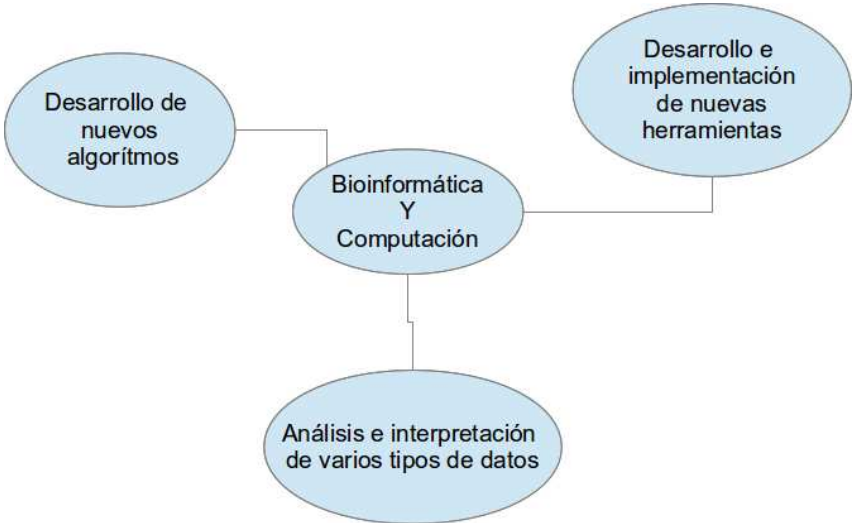 Desarrollo de
nuevos
algorítmos
Desarrollo e
implementación
de nuevas
herramientas
Bioinformática
Y
Computación
Análisis e interpretación
de varios tipos de datos